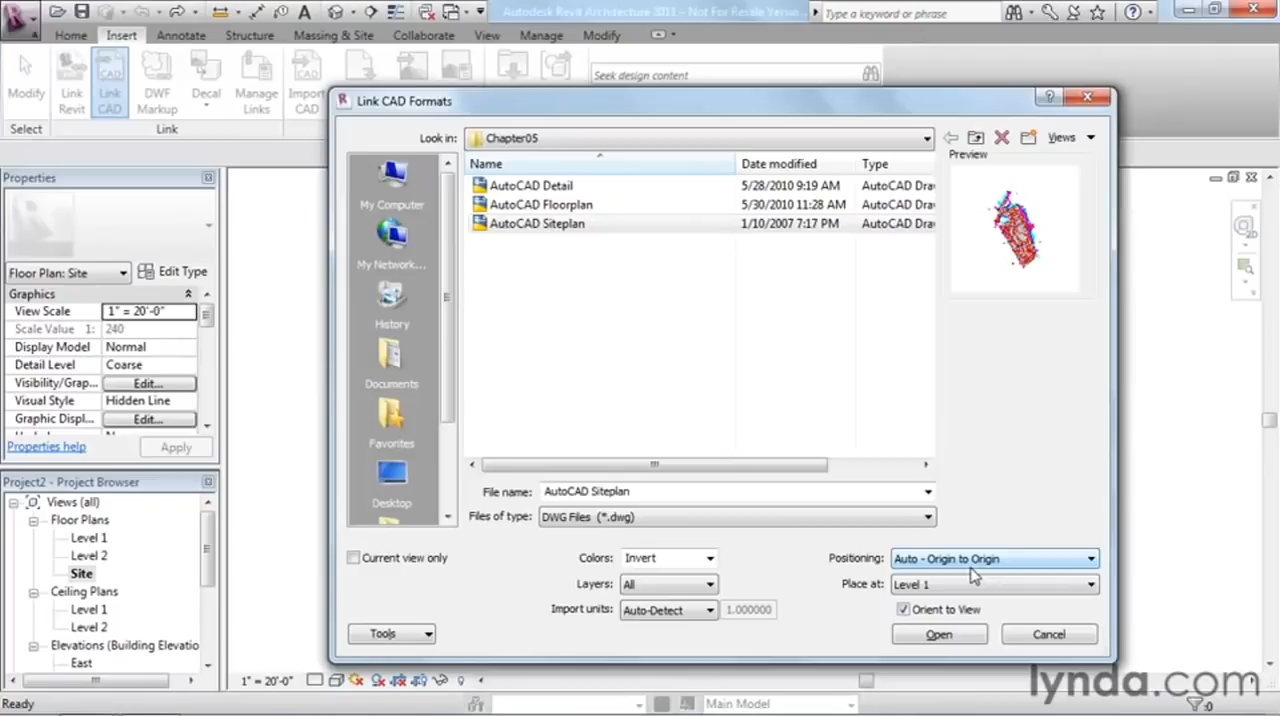 Autodesk Revit Architecture 2011 - Not For Resale Version
Type a keyword or phrase
Home Insert Annotate Structure Massing & Site Collaborate View Manage Modify
Modify
Link Revit
Link CAD
DWF Markup
Decal
Manage Links
Import CAD
Seek design content
Select
Link
Link CAD Formats
Look in: Chapter05
Views
Preview
Name Date modified Type
AutoCAD Detail 5/28/2010 9:19 AM AutoCAD Dra
AutoCAD Floorplan 5/30/2010 11:28 AM AutoCAD Dra
AutoCAD Siteplan 1/10/2007 7:17 PM AutoCAD Dra
My Computer
My Network...
History
Documents
Favorites
Desktop
File name: AutoCAD Siteplan
Files of type: DWG Files (*.dwg)
Current view only
Colors: Invert
Positioning: Auto - Origin to Origin
Layers: All
Place at: Level 1
Import units: Auto-Detect 1.000000
Orient to View
Tools
Open
Cancel
Properties
Floor Plan: Site
Edit Type
Graphics
View Scale 1" = 20'-0"
Scale Value 1: 240
Display Model Normal
Detail Level Coarse
Visibility/Grap... Edit...
Visual Style Hidden Line
Graphic Displ... Edit...
Properties help
Apply
Project2 - Project Browser
Views (all)
Floor Plans
Level 1
Level 2
Site
Ceiling Plans
Level 1
Level 2
Elevations (Building Elevatio
East
1" = 20'-0"
Ready
Main Model
:0
lynda.com